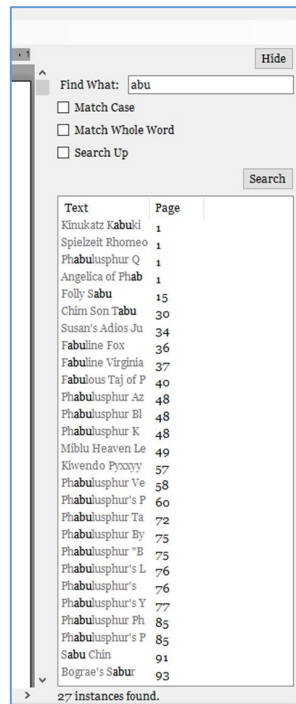 1
Hide
Find What: abu
Match Case
Match Whole Word
Search Up
Search
Text Page
Kinukatz Kabuki 1
Spielzeit Rhomeo 1
Phabulusphur Q 1
Angelica of Phab 1
Folly Sabu 15
Chim Son Tabu 30
Susan's Adios Ju 34
Fabuline Fox 36
Fabuline Virginia 37
Fabulous Taj of P 40
Phabulusphur Az 48
Phabulusphur Bl 48
Phabulusphur K 48
Miblu Heaven Le 49
Kiwendo Pyxxyy 57
Phabulusphur Ve 58
Phabulusphur's P 60
Phabulusphur Ta 72
Phabulusphur By 75
Phabulusphur "B 75
Phabulusphur's L 76
Phabulusphur's 76
Phabulusphur's Y 77
Phabulusphur Ph 85
Phabulusphur's P 85
Sabu Chin 91
Bograe's Sabur 93
27 instances found.